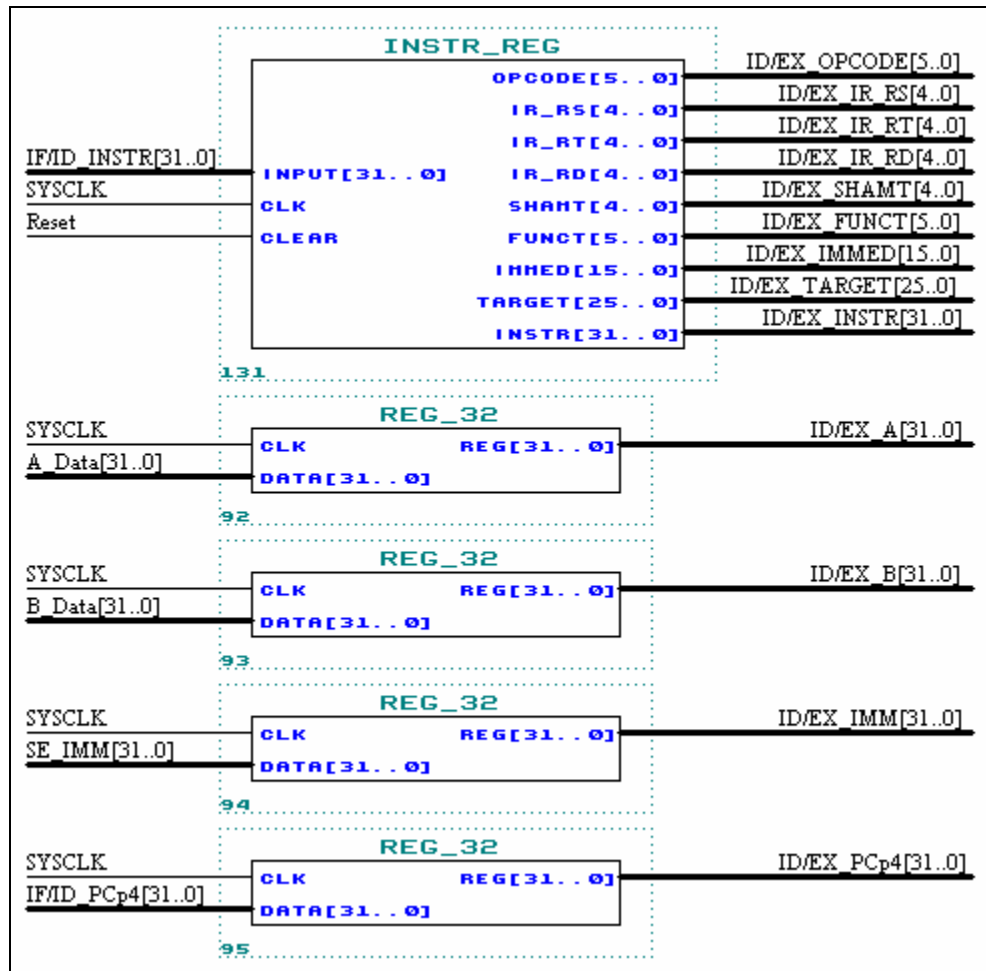 INSTR_REG
OPCODE[5..0]
ID/EX_OPCODE[5..0]
IR_RS[4..0]
ID/EX_IR_RS[4..0]
IR_RT[4..0]
ID/EX_IR_RT[4..0]
IF/ID_INSTR[31..0]
INPUT[31..0]
IR_RD[4..0]
ID/EX_IR_RD[4..0]
SYSCLK
CLK
SHAMT[4..0]
ID/EX_SHAMT[4..0]
Reset
CLEAR
FUNCT[5..0]
ID/EX_FUNCT[5..0]
IMMED[15..0]
ID/EX_IMMED[15..0]
TARGET[25..0]
ID/EX_TARGET[25..0]
INSTR[31..0]
ID/EX_INSTR[31..0]
131
REG_32
SYSCLK
CLK
REG[31..0]
ID/EX_A[31..0]
A_Data[31..0]
DATA[31..0]
92
REG_32
SYSCLK
CLK
REG[31..0]
ID/EX_B[31..0]
B_Data[31..0]
DATA[31..0]
93
REG_32
SYSCLK
CLK
REG[31..0]
ID/EX_IMM[31..0]
SE_IMM[31..0]
DATA[31..0]
94
REG_32
SYSCLK
CLK
REG[31..0]
ID/EX_PCp4[31..0]
IF/ID_PCp4[31..0]
DATA[31..0]
95